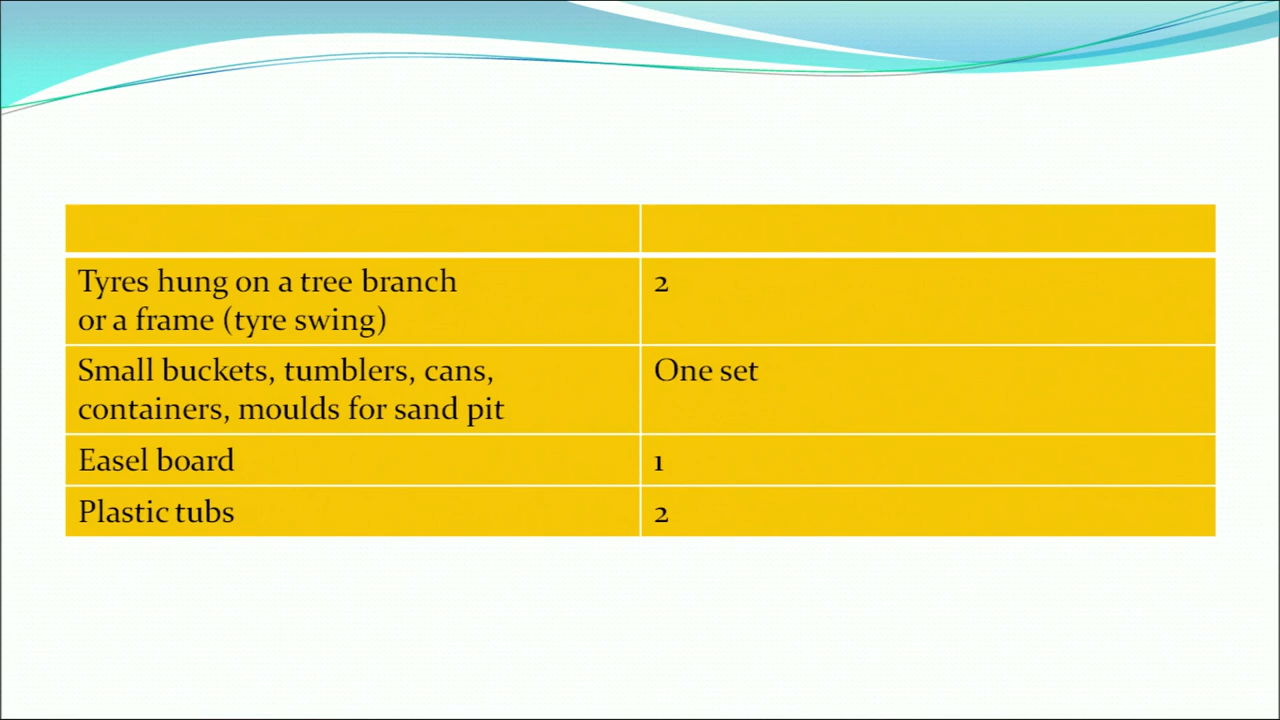 Tyres hung on a tree branch
or a frame (tyre swing)
2
Small buckets, tumblers, cans,
containers, moulds for sand pit
One set
Easel board
1
Plastic tubs
2